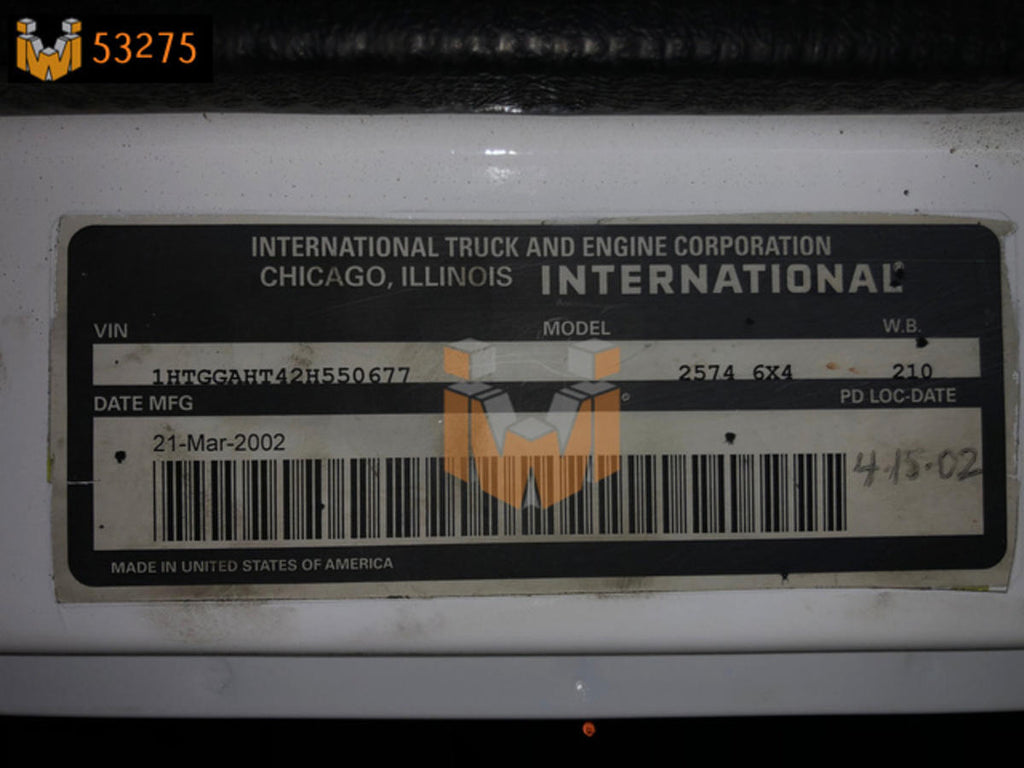 53275
INTERNATIONAL TRUCK AND ENGINE CORPORATION
CHICAGO, ILLINOIS INTERNATIONAL®
VIN MODEL W.B.
1HTGGAHT42H550677 2574 6X4 210
DATE MFG PD LOC-DATE
21-Mar-2002
4.15.02
MADE IN UNITED STATES OF AMERICA